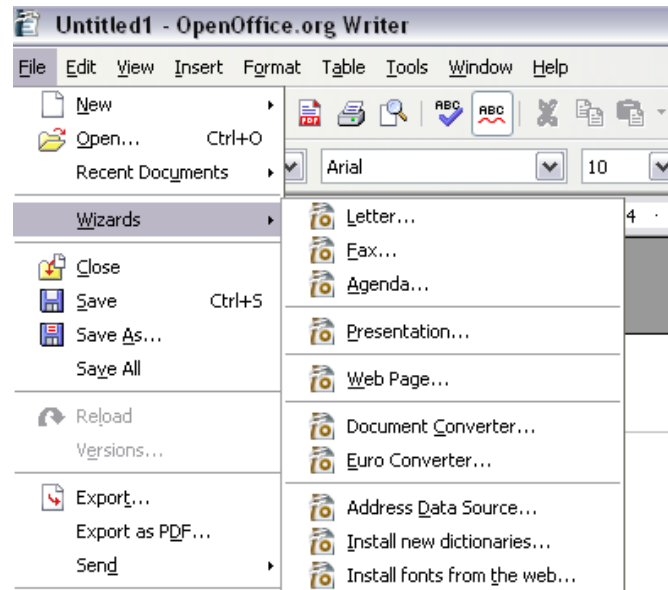 Untitled1 - OpenOffice.org Writer
File Edit View Insert Format Table Tools Window Help
New
PDF ABC ABC
Open... Ctrl+O
Recent Documents Arial 10
Wizards Letter... 4
Fax...
Close Agenda...
Save Ctrl+S
Save As... Presentation...
Save All Web Page...
Reload Document Converter...
Versions... Euro Converter...
Export... Address Data Source...
Export as PDF... Install new dictionaries...
Send Install fonts from the web...